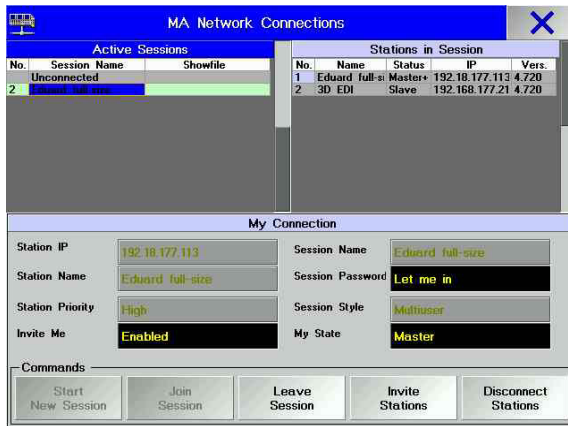 MA Network Connections
Active Sessions
No. Session Name Showfile
Unconnected
2 Eduard full-size
Stations in Session
No. Name Status IP Vers.
1 Eduard full-si Master+ 192.18.177.113 4.720
2 3D EDI Slave 192.168.177.21 4.720
My Connection
Station IP 192.18.177.113
Session Name Eduard full-size
Station Name Eduard full-size
Session Password Let me in
Station Priority High
Session Style Multiuser
Invite Me Enabled
My State Master
Commands
Start New Session
Join Session
Leave Session
Invite Stations
Disconnect Stations